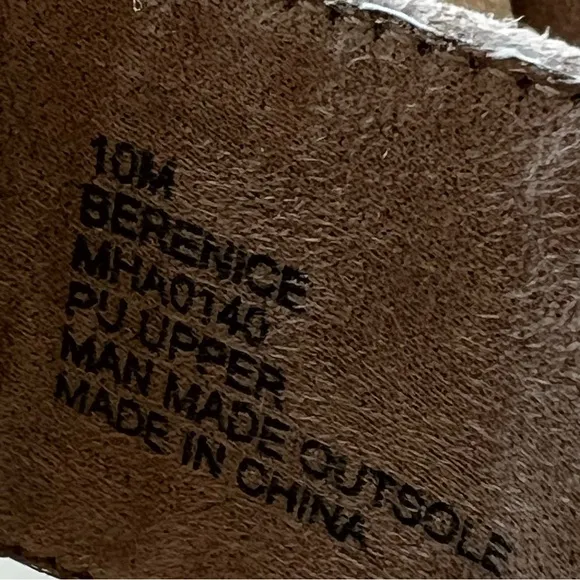 10M
BERENICE
MHA0140
PU UPPER
MAN MADE OUTSOLE
MADE IN CHINA